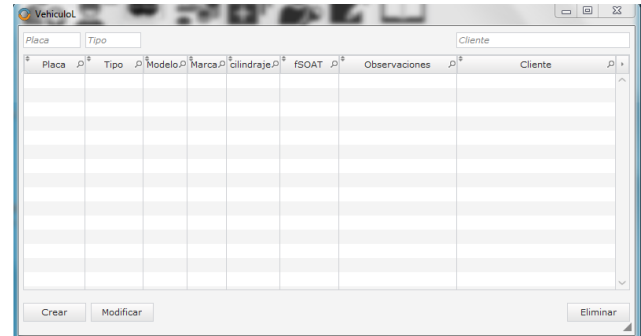 VehiculoL
Placa Tipo Cliente
Placa Tipo Modelo Marca cilindraje fSOAT Observaciones Cliente
Crear Modificar Eliminar